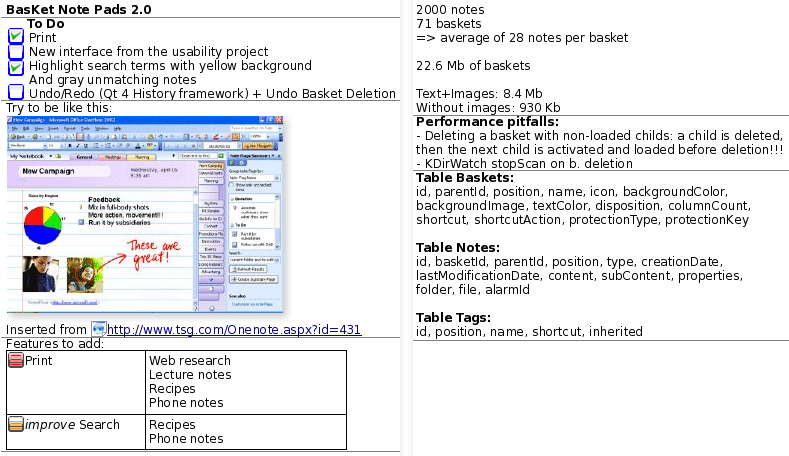 BasKet Note Pads 2.0
To Do
Print
New interface from the usability project
Highlight search terms with yellow background
And gray unmatching notes
Undo/Redo (Qt 4 History framework) + Undo Basket Deletion
Try to be like this:
My Notebook
General
Meetings
Planning
New Campaign
Feedback
Mix in full-body shots
More action, movement!!!
Run it by subsidiaries
These are
great!
Inserted from http://www.tsg.com/Onenote.aspx?id=431
Features to add:
Print
Web research
Lecture notes
Recipes
Phone notes
improve Search
Recipes
Phone notes
2000 notes
71 baskets
=> average of 28 notes per basket
22.6 Mb of baskets
Text+Images: 8.4 Mb
Without images: 930 Kb
Performance pitfalls:
- Deleting a basket with non-loaded childs: a child is deleted,
then the next child is activated and loaded before deletion!!!
- KDirWatch stopScan on b. deletion
Table Baskets:
id, parentId, position, name, icon, backgroundColor,
backgroundImage, textColor, disposition, columnCount,
shortcut, shortcutAction, protectionType, protectionKey
Table Notes:
id, basketId, parentId, position, type, creationDate,
lastModificationDate, content, subContent, properties,
folder, file, alarmId
Table Tags:
id, position, name, shortcut, inherited